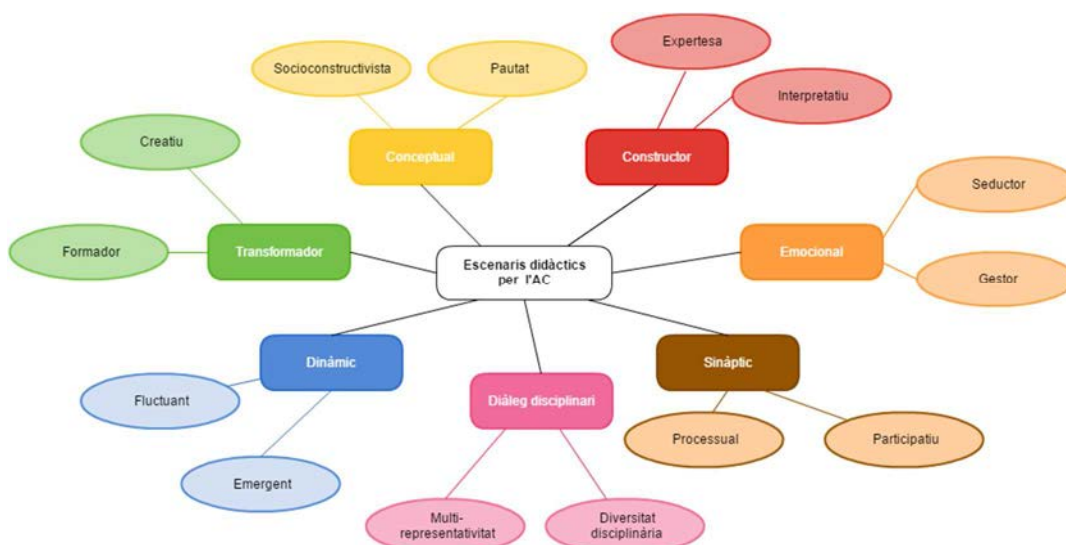 Expertesa
Socioconstructivista
Pautat
Interpretatiu
Creatiu
Conceptual
Constructor
Seductor
Formador
Transformador
Escenaris didàctics
per l'AC
Emocional
Gestor
Dinàmic
Sinàptic
Fluctuant
Diàleg disciplinari
Processual
Participatiu
Emergent
Multi-
representativitat
Diversitat
disciplinària